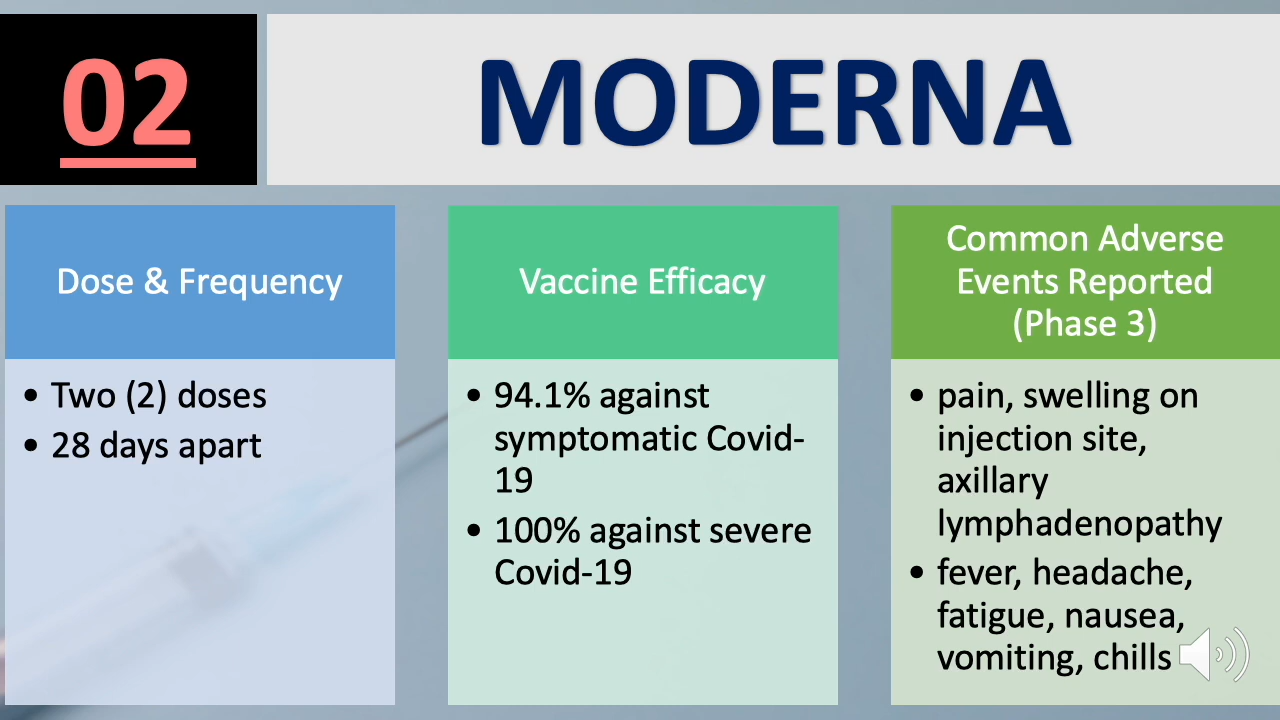 02
MODERNA
Dose & Frequency
• Two (2) doses
• 28 days apart
Vaccine Efficacy
• 94.1% against
symptomatic Covid-
19
• 100% against severe
Covid-19
Common Adverse
Events Reported
(Phase 3)
• pain, swelling on
injection site,
axillary
lymphadenopathy
• fever, headache,
fatigue, nausea,
vomiting, chills